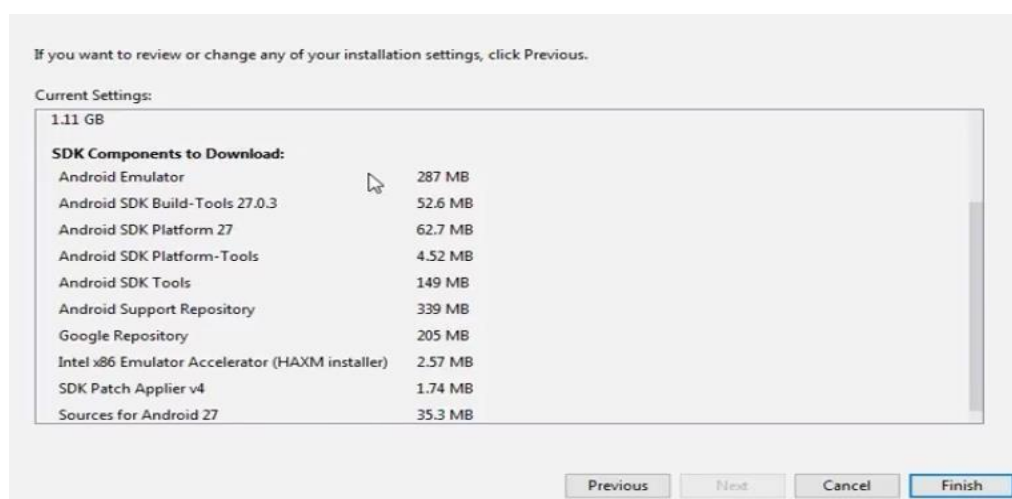 If you want to review or change any of your installation settings, click Previous.
Current Settings:
1.11 GB
SDK Components to Download:
Android Emulator 287 MB
Android SDK Build-Tools 27.0.3 52.6 MB
Android SDK Platform 27 62.7 MB
Android SDK Platform-Tools 4.52 MB
Android SDK Tools 149 MB
Android Support Repository 339 MB
Google Repository 205 MB
Intel x86 Emulator Accelerator (HAXM installer) 2.57 MB
SDK Patch Applier v4 1.74 MB
Sources for Android 27 35.3 MB
Previous Next Cancel Finish